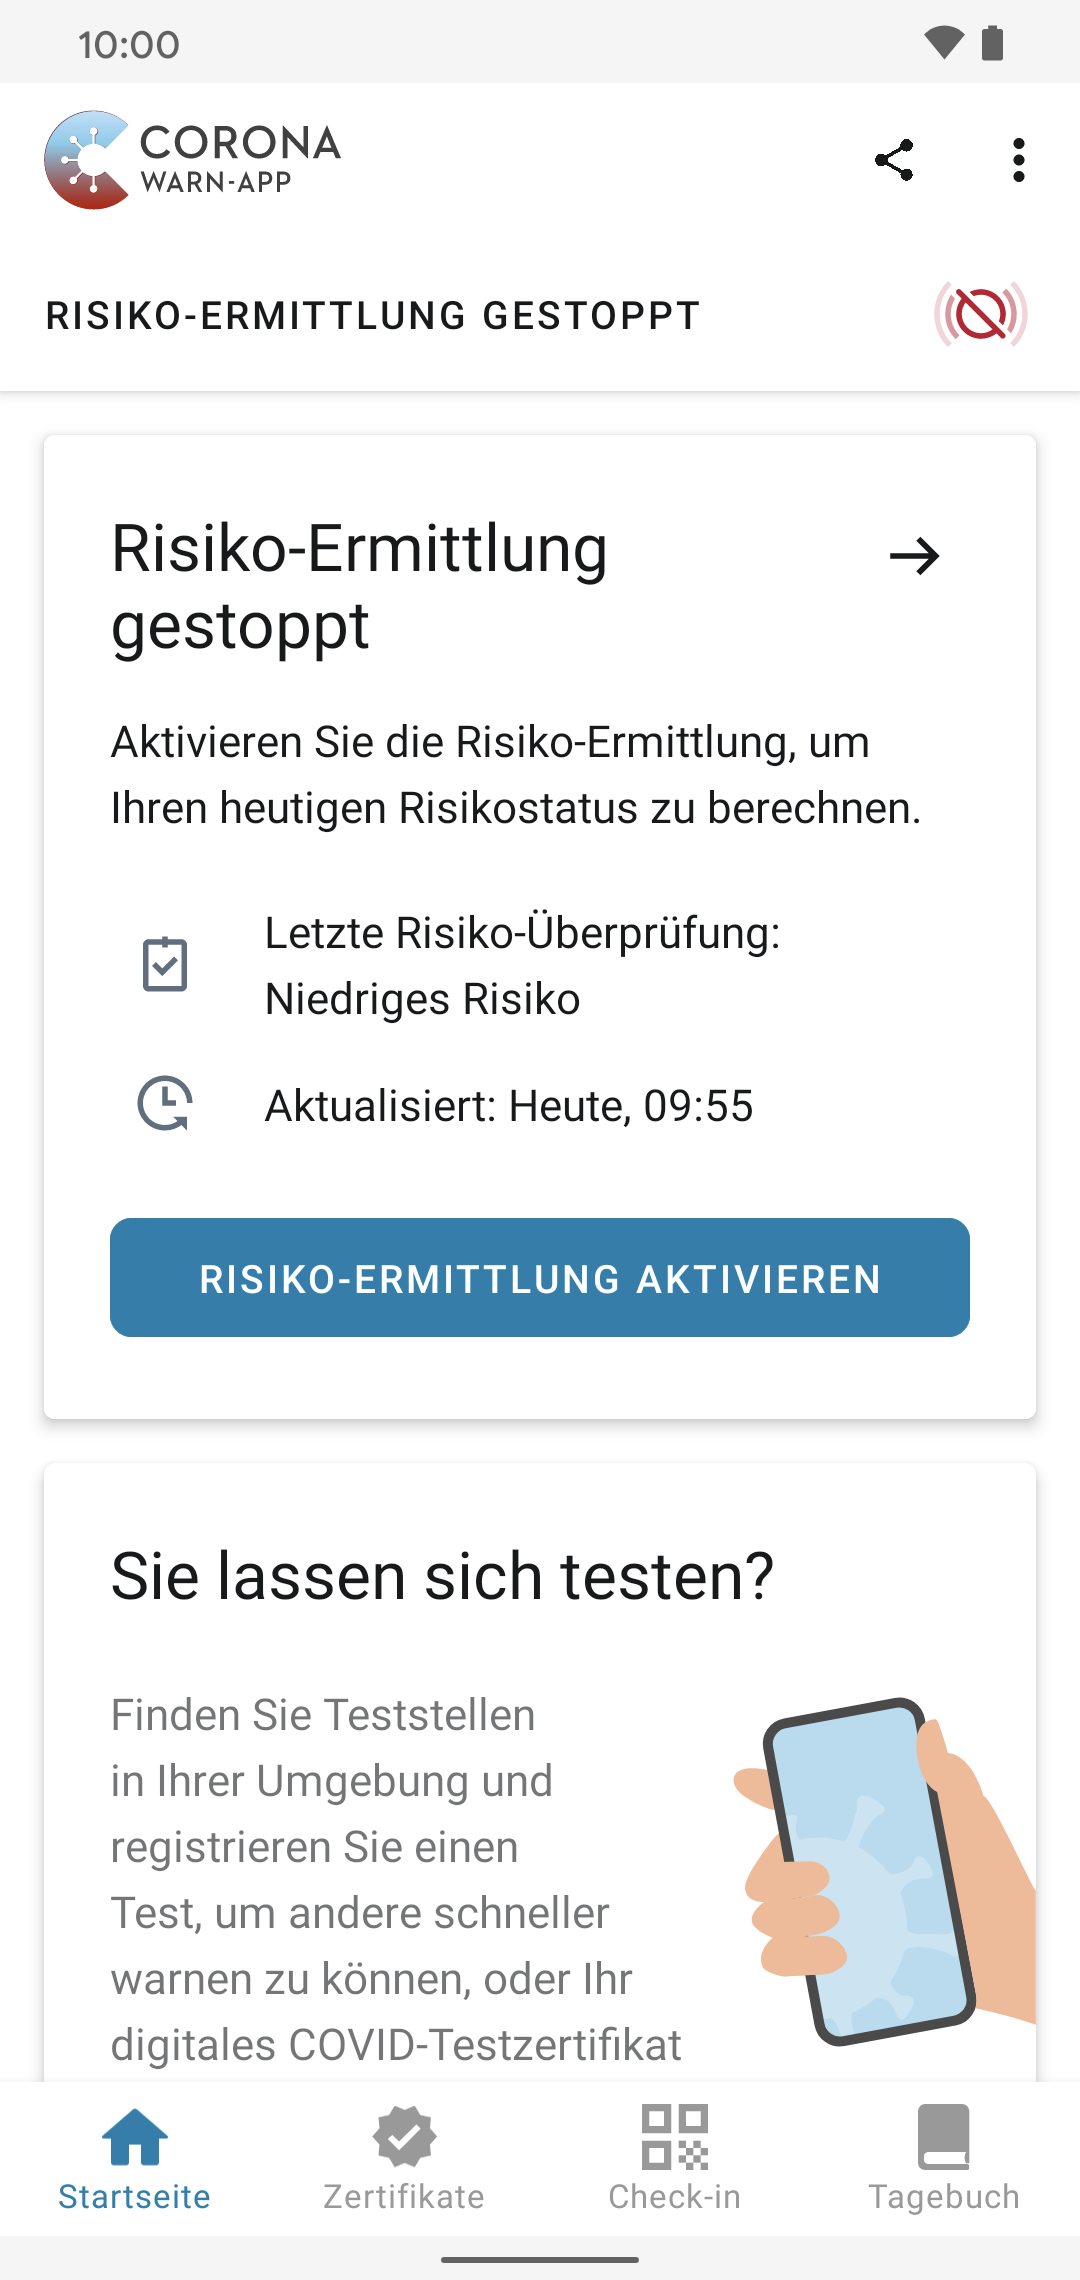 10:00
CORONA
WARN-APP
RISIKO-ERMITTLUNG GESTOPPT
Risiko-Ermittlung
gestoppt
Aktivieren Sie die Risiko-Ermittlung, um
Ihren heutigen Risikostatus zu berechnen.
Letzte Risiko-Überprüfung:
Niedriges Risiko
Aktualisiert: Heute, 09:55
RISIKO-ERMITTLUNG AKTIVIEREN
Sie lassen sich testen?
Finden Sie Teststellen
in Ihrer Umgebung und
registrieren Sie einen
Test, um andere schneller
warnen zu können, oder Ihr
digitales COVID-Testzertifikat
Startseite
Zertifikate
Check-in
Tagebuch